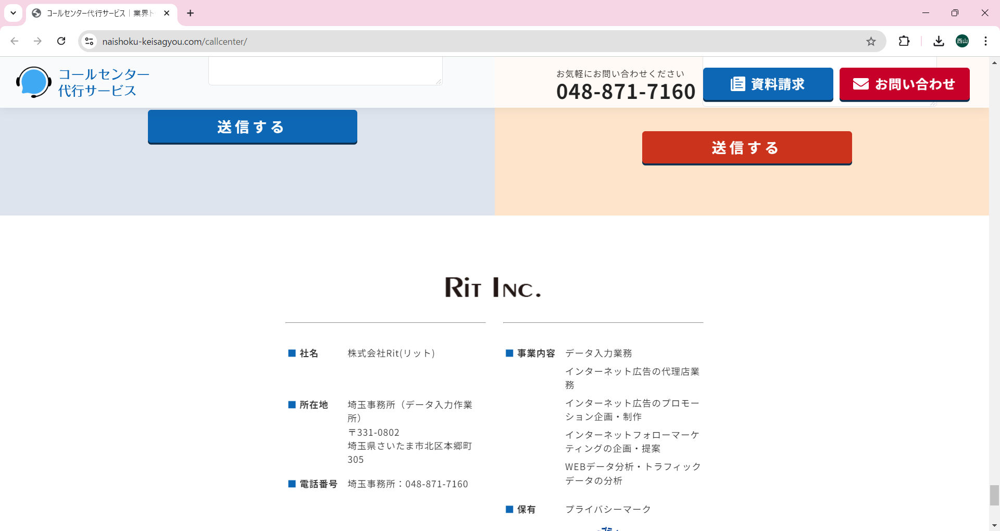 コールセンター代行サービス｜業界ト
naishoku-keisagyou.com/callcenter/
西山
コールセンター
代行サービス
お気軽にお問い合わせください
048-871-7160
資料請求
お問い合わせ
送信する
送信する
RIT INC.
社名
株式会社Rit(リット)
所在地
埼玉事務所（データ入力作業
所）
〒331-0802
埼玉県さいたま市北区本郷町
305
電話番号
埼玉事務所：048-871-7160
事業内容
データ入力業務
インターネット広告の代理店業
務
インターネット広告のプロモー
ション企画・制作
インターネットフォローマーケ
ティングの企画・提案
WEBデータ分析・トラフィック
データの分析
保有
プライバシーマーク